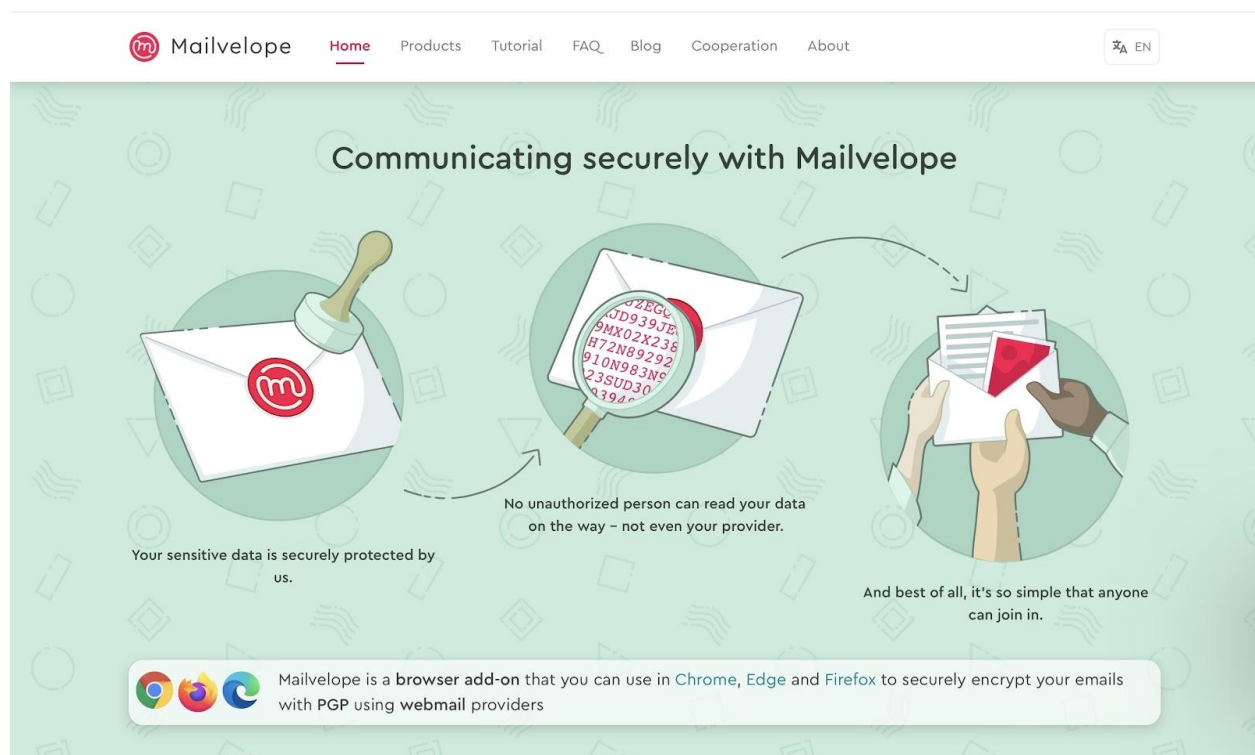 Mailvelope
Home Products Tutorial FAQ Blog Cooperation About
EN
Communicating securely with Mailvelope
9MX02X238
H72N89292
Your sensitive data is securely protected by
us.
No unauthorized person can read your data
on the way – not even your provider.
And best of all, it's so simple that anyone
can join in.
Mailvelope is a browser add-on that you can use in Chrome, Edge and Firefox to securely encrypt your emails
with PGP using webmail providers